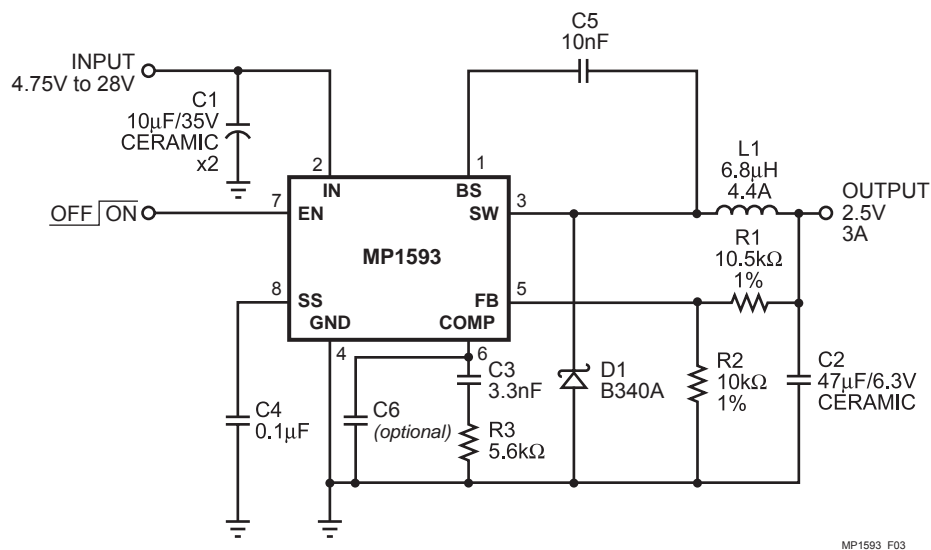 C5
10nF
INPUT
4.75V to 28V
C1
10µF/35V
CERAMIC
x2
2
IN
1
BS
L1
6.8µH
4.4A
OFF ON
7
EN
SW
3
OUTPUT
2.5V
3A
MP1593
R1
10.5kΩ
1%
8
SS
FB
5
GND
COMP
4
6
C3
3.3nF
D1
B340A
R2
10kΩ
1%
C2
47µF/6.3V
CERAMIC
C4
0.1µF
C6
(optional)
R3
5.6kΩ
MP1593_F03